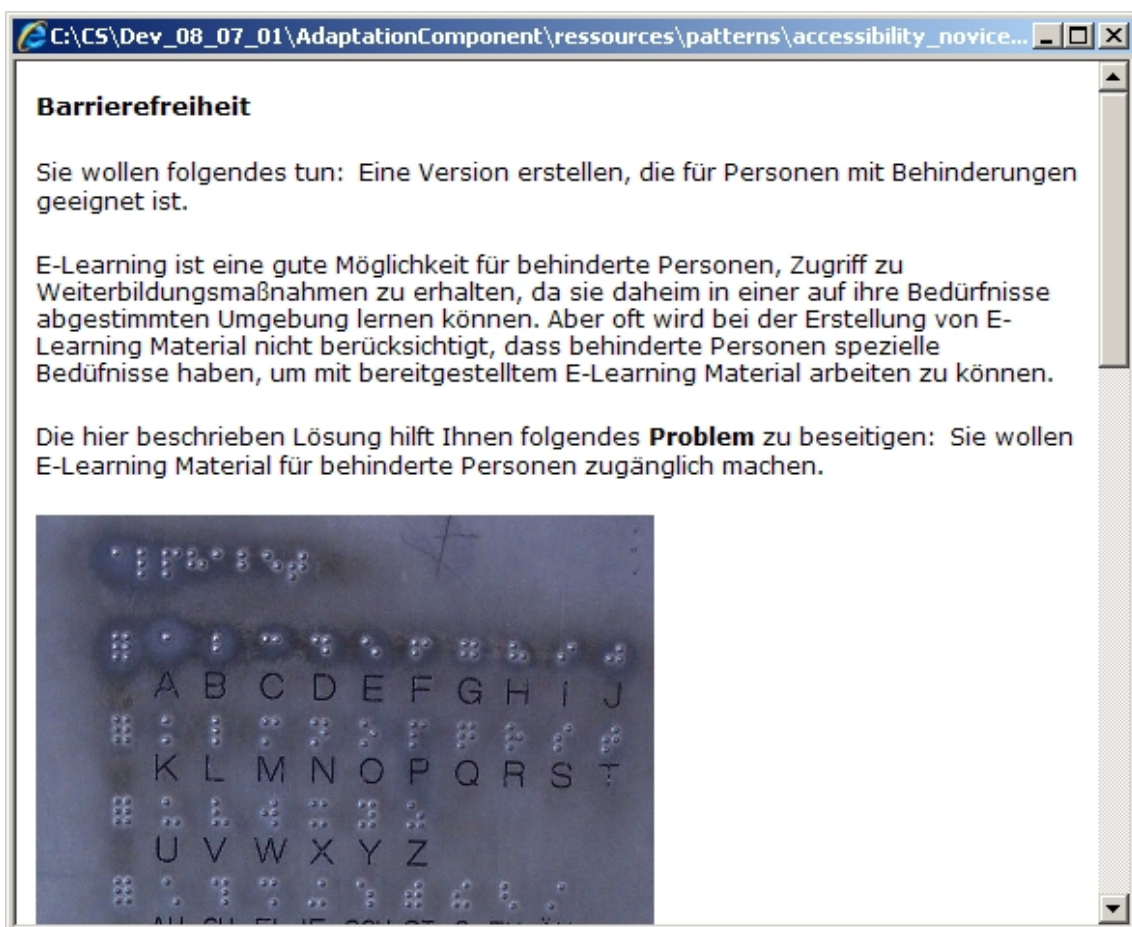 C:\CS\Dev_08_07_01\AdaptationComponent\ressources\patterns\accessibility_novice...
Barrierefreiheit
Sie wollen folgendes tun: Eine Version erstellen, die für Personen mit Behinderungen
geeignet ist.
E-Learning ist eine gute Möglichkeit für behinderte Personen, Zugriff zu
Weiterbildungsmaßnahmen zu erhalten, da sie daheim in einer auf ihre Bedürfnisse
abgestimmten Umgebung lernen können. Aber oft wird bei der Erstellung von E-
Learning Material nicht berücksichtigt, dass behinderte Personen spezielle
Bedüfnisse haben, um mit bereitgestelltem E-Learning Material arbeiten zu können.
Die hier beschrieben Lösung hilft Ihnen folgendes Problem zu beseitigen: Sie wollen
E-Learning Material für behinderte Personen zugänglich machen.
A B C D E F G H I J
K L M N O P Q R S T
U V W X Y Z